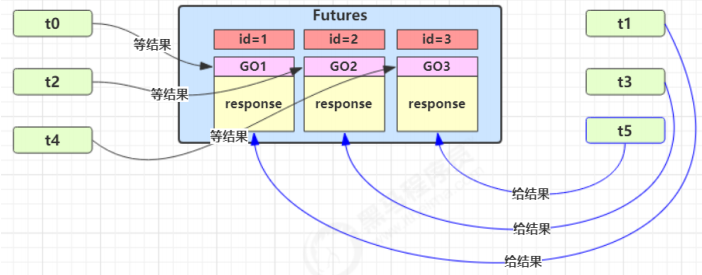 Futures
t0
t1
等结果
id=1
id=2
id=3
GO1
GO2
GO3
t2
t3
等结果
response
response
response
t4
等结果
t5
给结果
给结果
给结果